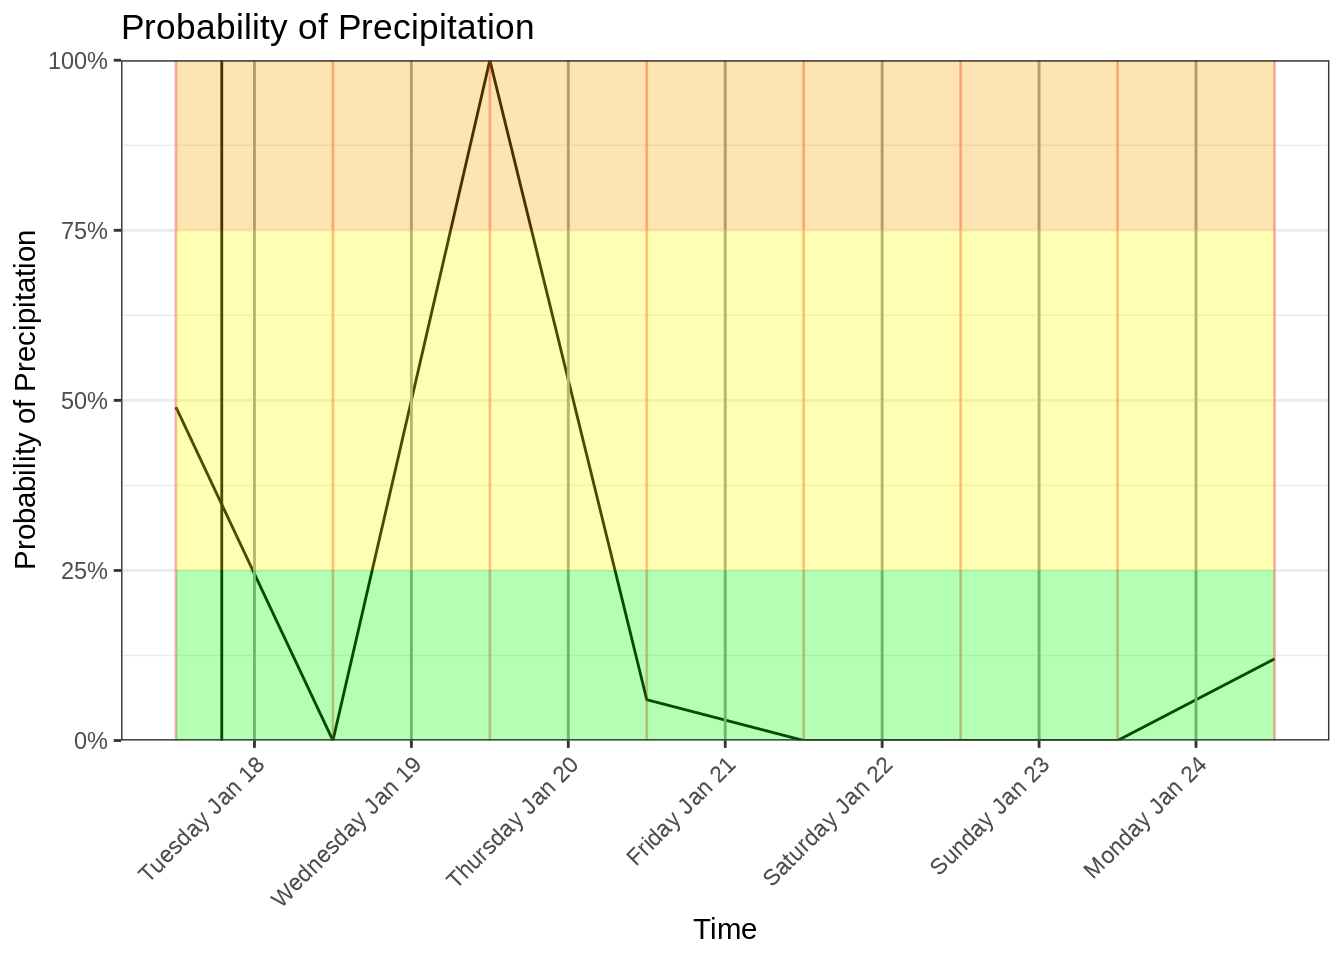 Probability of Precipitation
Probability of Precipitation
100%
75%
50%
25%
0%
Tuesday Jan 18
Wednesday Jan 19
Thursday Jan 20
Friday Jan 21
Saturday Jan 22
Sunday Jan 23
Monday Jan 24
Time